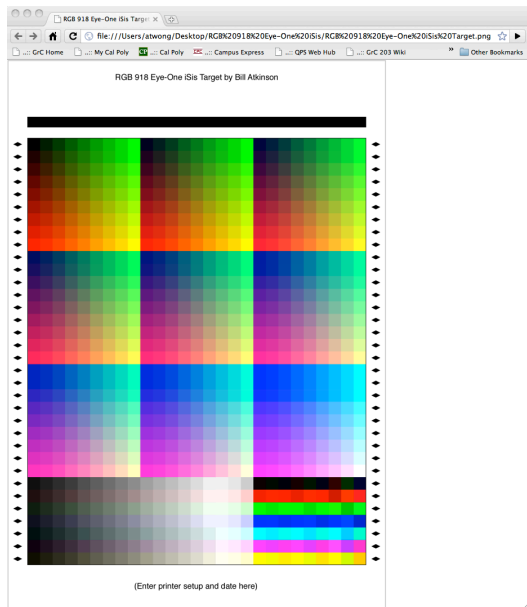 RGB 918 Eye-One iSis Targe
file:///Users/atwong/Desktop/RGB%20918%20Eye-One%20iSis/RGB%20918%20Eye-One%20iSis%20Target.png
..:: GrC Home ..:: My Cal Poly CP ..:: Cal Poly ..:: Campus Express ..:: QPS Web Hub ..:: GrC 203 Wiki » Other Bookmarks
RGB 918 Eye-One iSis Target by Bill Atkinson
(Enter printer setup and date here)